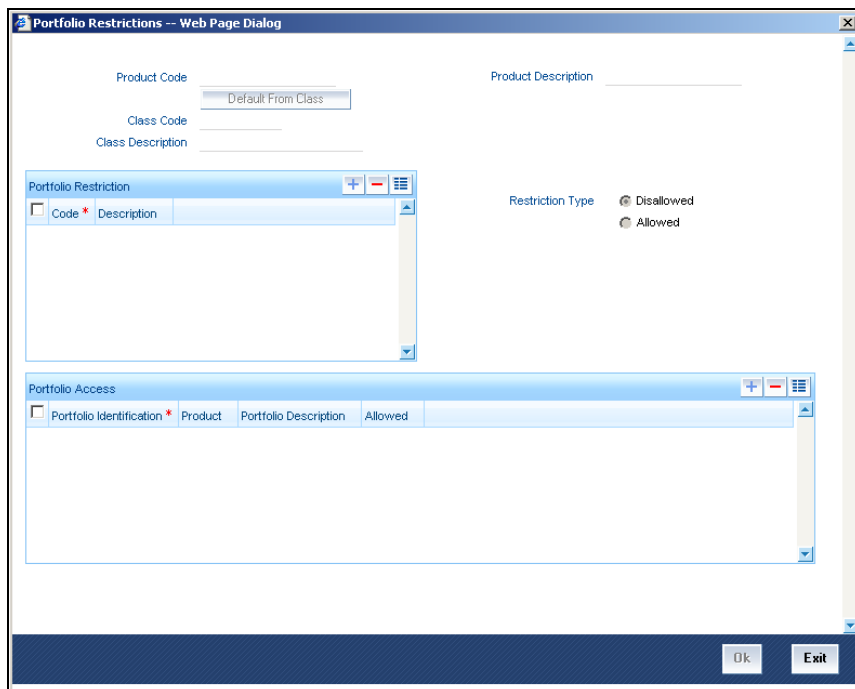 Portfolio Restrictions -- Web Page Dialog
Product Code
Product Description
Default From Class
Class Code
Class Description
Portfolio Restriction
Code * Description
Restriction Type
Disallowed
Allowed
Portfolio Access
Portfolio Identification * Product Portfolio Description Allowed
Ok
Exit